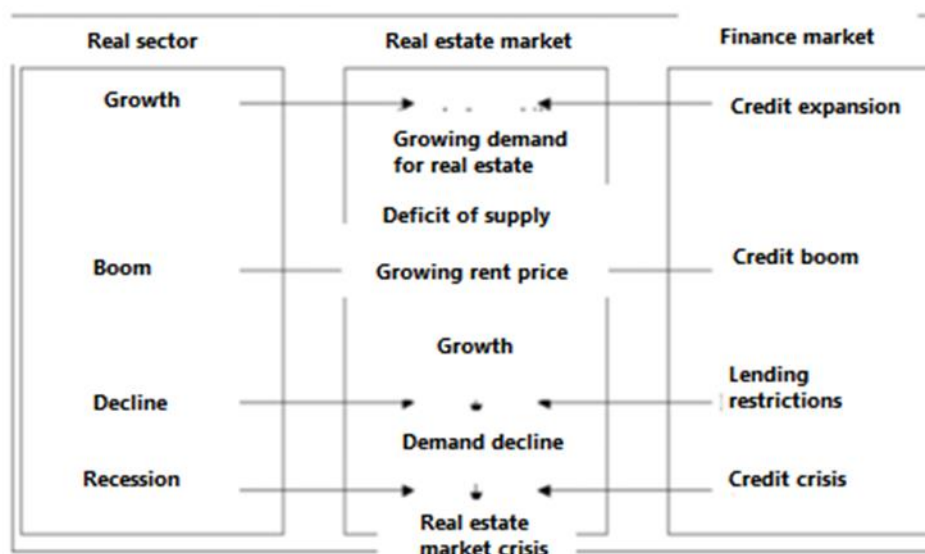 Real sector
Real estate market
Finance market
Growth
Credit expansion
Growing demand
for real estate
Deficit of supply
Boom
Growing rent price
Credit boom
Growth
Decline
Lending
restrictions
Demand decline
Recession
Credit crisis
Real estate
market crisis